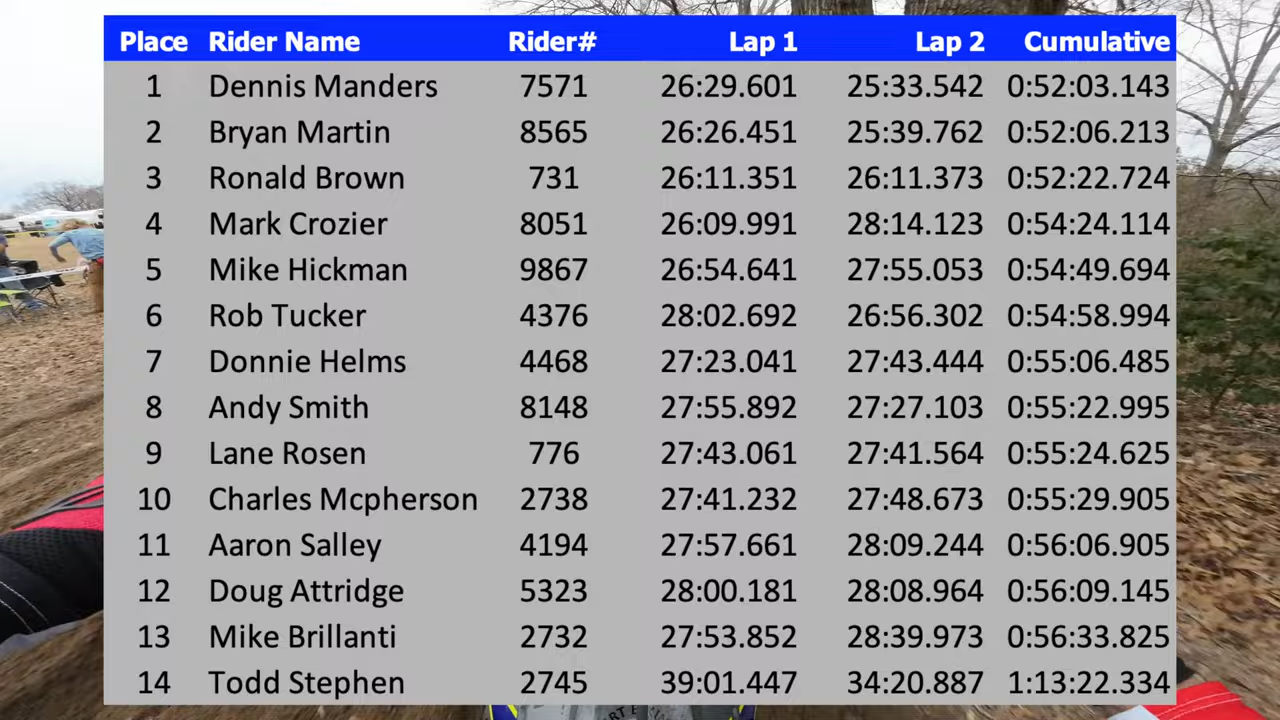 Place Rider Name Rider# Lap 1 Lap 2 Cumulative
1 Dennis Manders 7571 26:29.601 25:33.542 0:52:03.143
2 Bryan Martin 8565 26:26.451 25:39.762 0:52:06.213
3 Ronald Brown 731 26:11.351 26:11.373 0:52:22.724
4 Mark Crozier 8051 26:09.991 28:14.123 0:54:24.114
5 Mike Hickman 9867 26:54.641 27:55.053 0:54:49.694
6 Rob Tucker 4376 28:02.692 26:56.302 0:54:58.994
7 Donnie Helms 4468 27:23.041 27:43.444 0:55:06.485
8 Andy Smith 8148 27:55.892 27:27.103 0:55:22.995
9 Lane Rosen 776 27:43.061 27:41.564 0:55:24.625
10 Charles Mcpherson 2738 27:41.232 27:48.673 0:55:29.905
11 Aaron Salley 4194 27:57.661 28:09.244 0:56:06.905
12 Doug Attridge 5323 28:00.181 28:08.964 0:56:09.145
13 Mike Brillanti 2732 27:53.852 28:39.973 0:56:33.825
14 Todd Stephen 2745 39:01.447 34:20.887 1:13:22.334